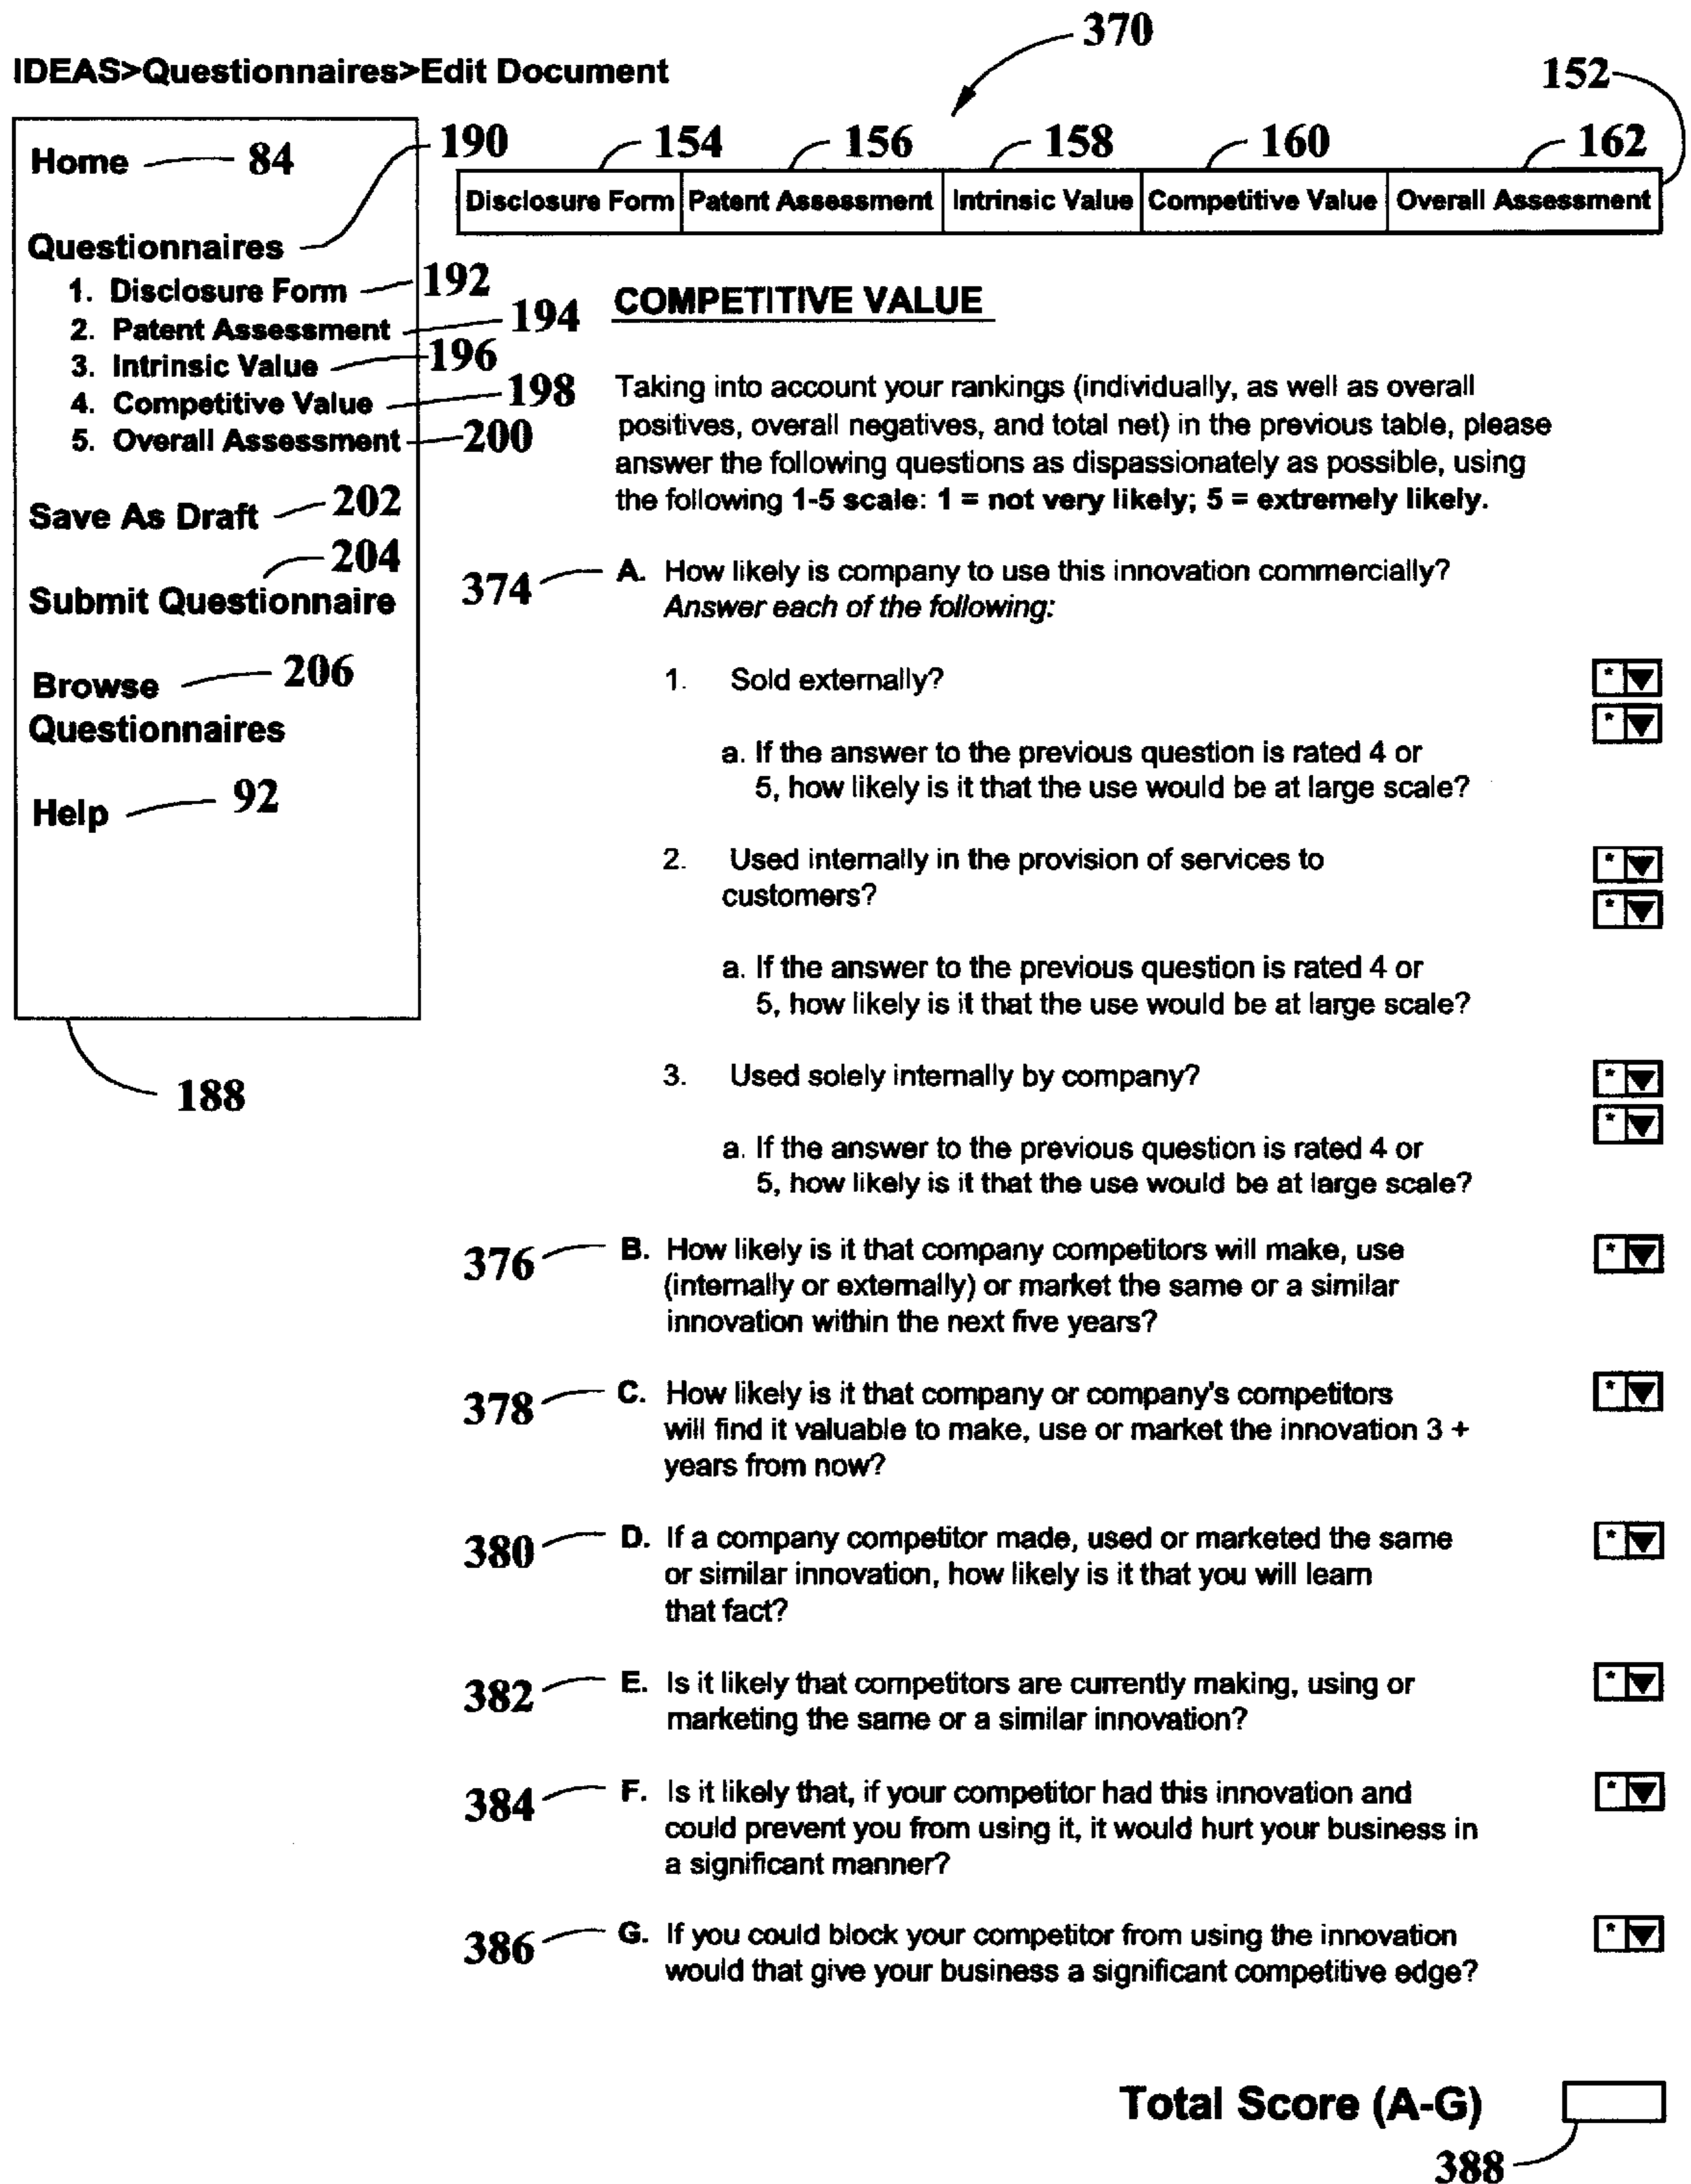 370
IDEAS>Questionnaires>Edit Document
152
Home 84
190
154 156 158 160 162
Disclosure Form Patent Assessment Intrinsic Value Competitive Value Overall Assessment
Questionnaires
1. Disclosure Form 192
2. Patent Assessment 194
3. Intrinsic Value 196
4. Competitive Value 198
5. Overall Assessment 200
Save As Draft 202
204
Submit Questionnaire
Browse 206
Questionnaires
Help 92
188
COMPETITIVE VALUE
Taking into account your rankings (individually, as well as overall
positives, overall negatives, and total net) in the previous table, please
answer the following questions as dispassionately as possible, using
the following 1-5 scale: 1 = not very likely; 5 = extremely likely.
374 A. How likely is company to use this innovation commercially?
Answer each of the following:
1. Sold externally? *
*
a. If the answer to the previous question is rated 4 or
5, how likely is it that the use would be at large scale?
2. Used internally in the provision of services to *
customers? *
a. If the answer to the previous question is rated 4 or
5, how likely is it that the use would be at large scale?
3. Used solely internally by company? *
*
a. If the answer to the previous question is rated 4 or
5, how likely is it that the use would be at large scale?
376 B. How likely is it that company competitors will make, use *
(internally or externally) or market the same or a similar
innovation within the next five years?
378 C. How likely is it that company or company's competitors *
will find it valuable to make, use or market the innovation 3 +
years from now?
380 D. If a company competitor made, used or marketed the same *
or similar innovation, how likely is it that you will learn
that fact?
382 E. Is it likely that competitors are currently making, using or *
marketing the same or a similar innovation?
384 F. Is it likely that, if your competitor had this innovation and *
could prevent you from using it, it would hurt your business in
a significant manner?
386 G. If you could block your competitor from using the innovation *
would that give your business a significant competitive edge?
Total Score (A-G)
388